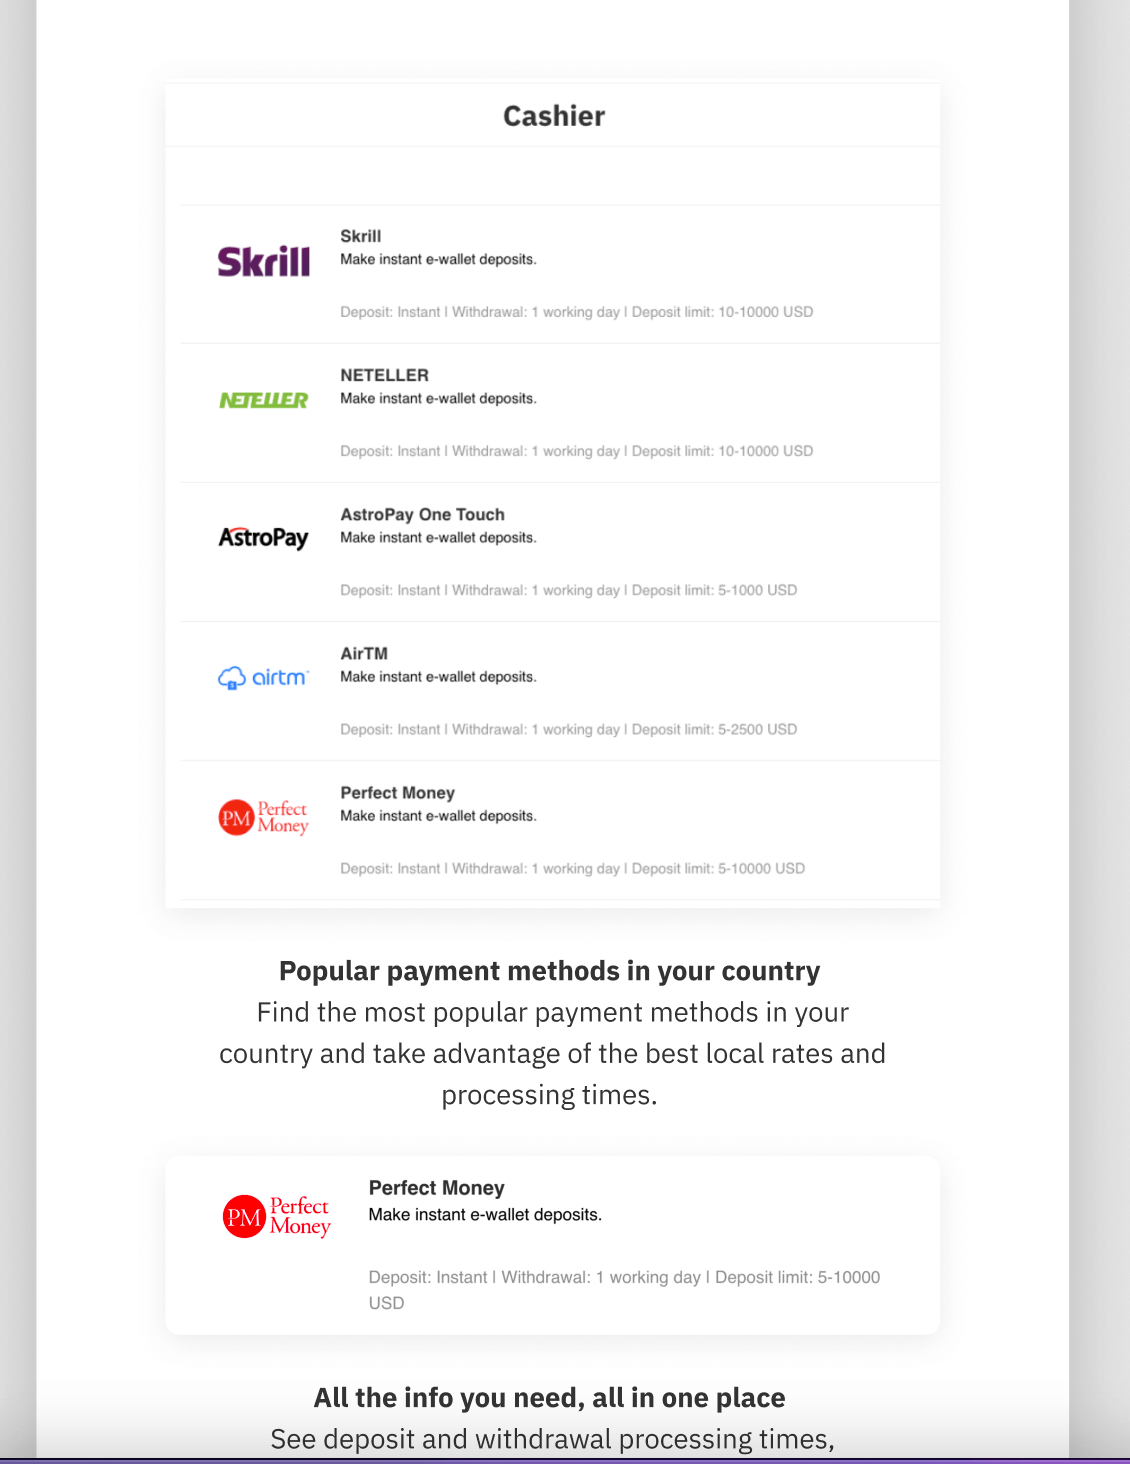 Cashier
Skrill
Skrill
Make instant e-wallet deposits.
Deposit: Instant | Withdrawal: 1 working day | Deposit limit: 10-10000 USD
NETELLER
NETELLER
Make instant e-wallet deposits.
Deposit: Instant | Withdrawal: 1 working day | Deposit limit: 10-10000 USD
AstroPay
AstroPay One Touch
Make instant e-wallet deposits.
Deposit: Instant | Withdrawal: 1 working day | Deposit limit: 5-1000 USD
airtm
AirTM
Make instant e-wallet deposits.
Deposit: Instant | Withdrawal: 1 working day | Deposit limit: 5-2500 USD
PM Perfect
Money
Perfect Money
Make instant e-wallet deposits.
Deposit: Instant | Withdrawal: 1 working day | Deposit limit: 5-10000 USD
Popular payment methods in your country
Find the most popular payment methods in your
country and take advantage of the best local rates and
processing times.
PM Perfect
Money
Perfect Money
Make instant e-wallet deposits.
Deposit: Instant | Withdrawal: 1 working day | Deposit limit: 5-10000
USD
All the info you need, all in one place
See deposit and withdrawal processing times,